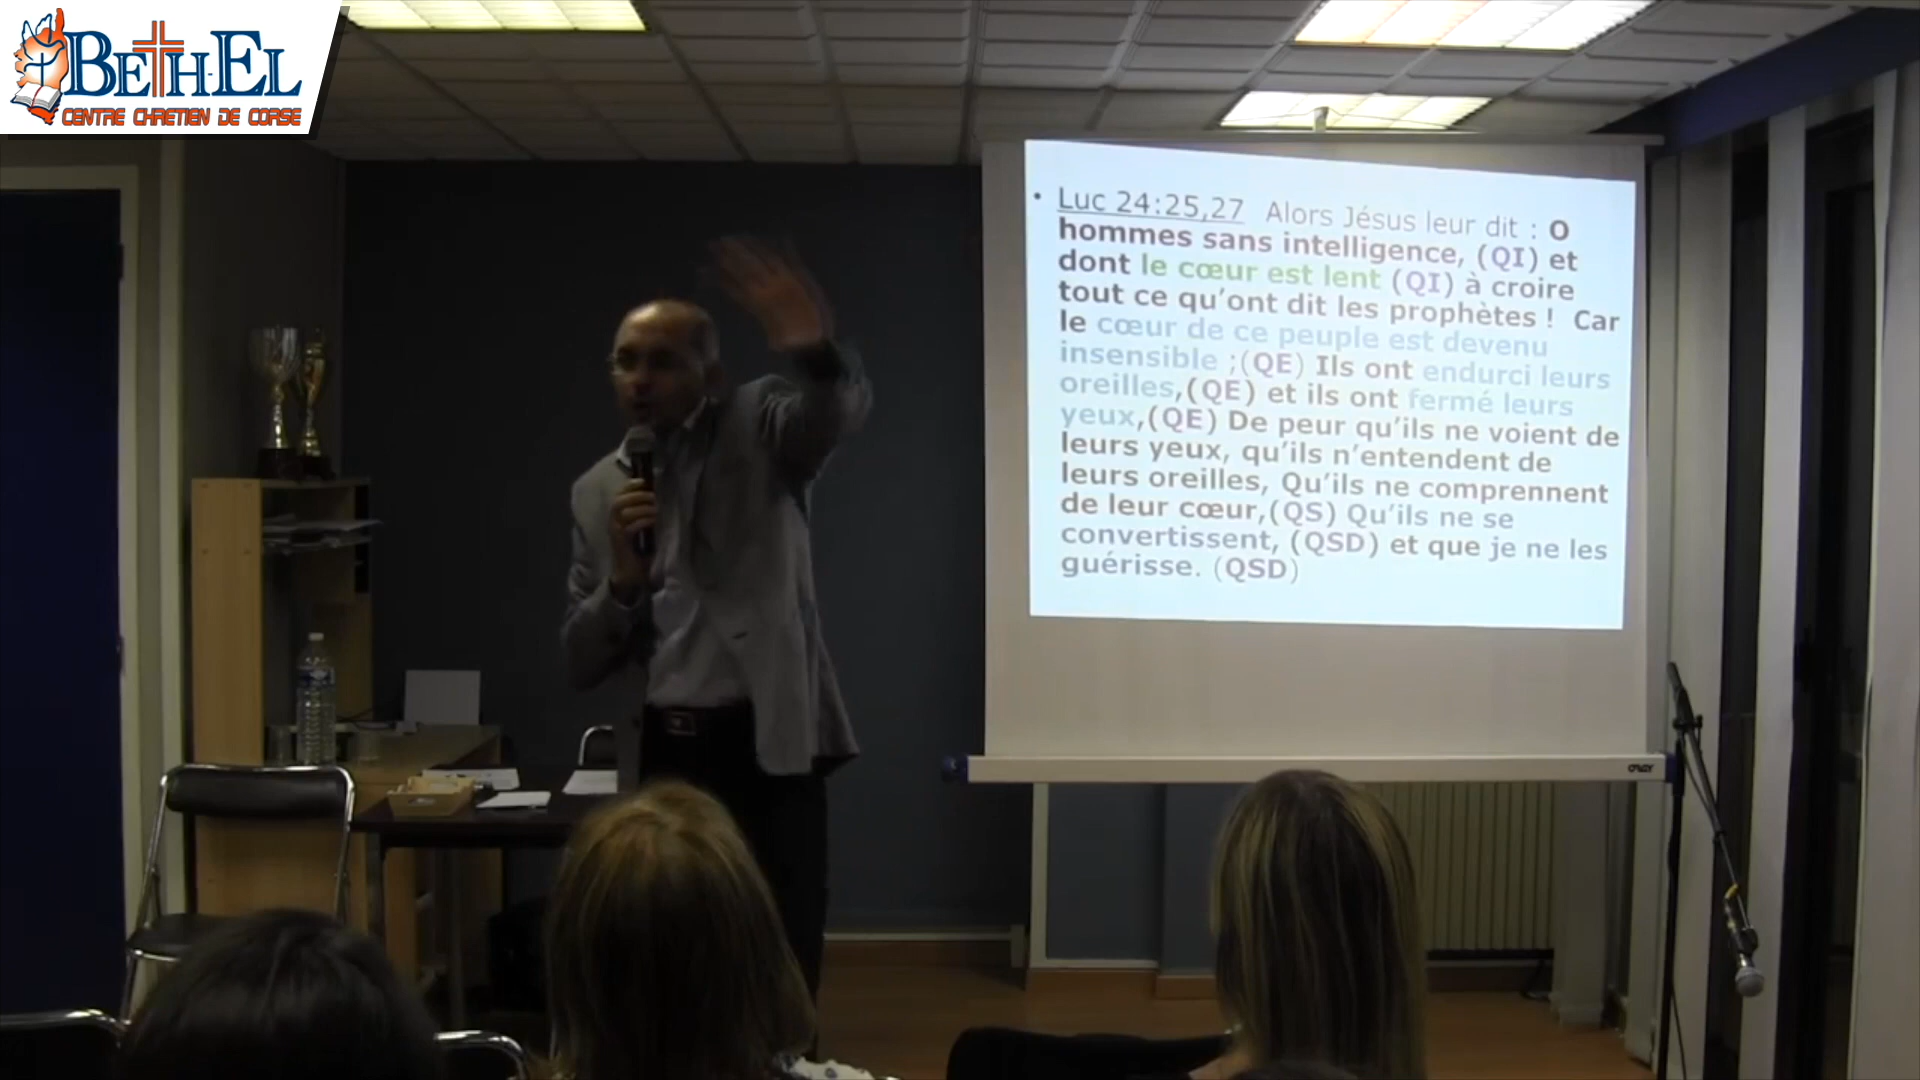 BETH-EL
CENTRE CHRETIEN DE CORSE
• Luc 24:25,27 Alors Jésus leur dit : O
hommes sans intelligence, (QI) et
dont le cœur est lent (QI) à croire
tout ce qu'ont dit les prophètes ! Car
le cœur de ce peuple est devenu
insensible ;(QE) Ils ont endurci leurs
oreilles,(QE) et ils ont fermé leurs
yeux,(QE) De peur qu'ils ne voient de
leurs yeux, qu'ils n'entendent de
leurs oreilles, Qu'ils ne comprennent
de leur cœur,(QS) Qu'ils ne se
convertissent, (QSD) et que je ne les
guérisse. (QSD)